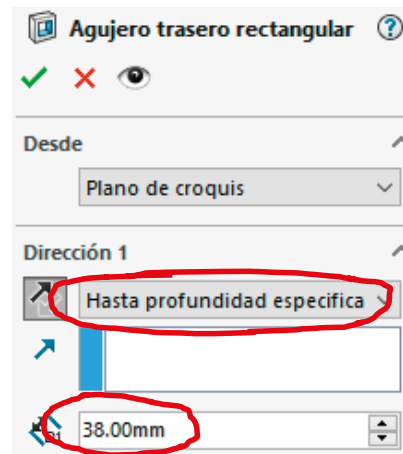 Agujero trasero rectangular ?
Desde
Plano de croquis
Dirección 1
Hasta profundidad especifica
38.00mm